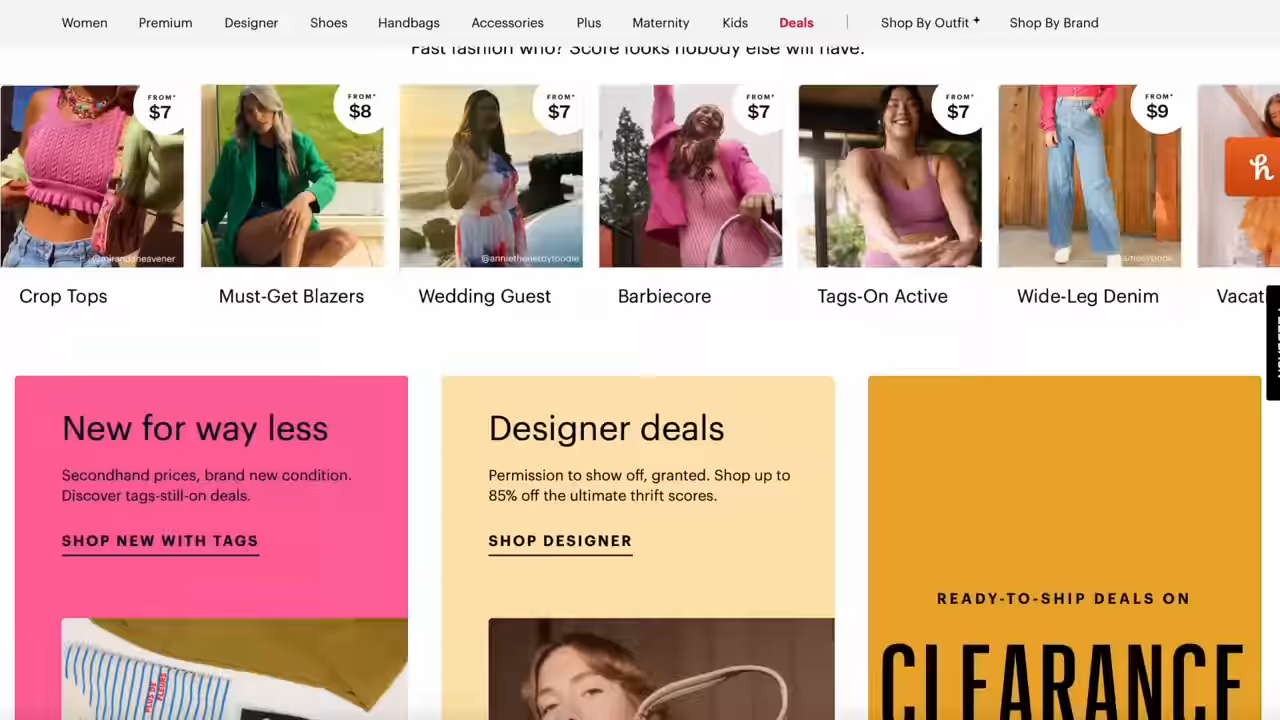 Women Premium Designer Shoes Handbags Accessories Plus Maternity Kids Deals Shop By Outfit Shop By Brand
Fast fashion who? Score looks nobody else will have.
FROM*
$7
FROM*
$8
FROM*
$7
FROM*
$7
FROM*
$7
FROM*
$9
@mirandaheavener
h
Crop Tops
Must-Get Blazers
Wedding Guest
Barbiecore
Tags-On Active
Wide-Leg Denim
New for way less
Secondhand prices, brand new condition.
Discover tags-still-on deals.
SHOP NEW WITH TAGS
Designer deals
Permission to show off, granted. Shop up to
85% off the ultimate thrift scores.
SHOP DESIGNER
READY-TO-SHIP DEALS ON
CLEARANCE